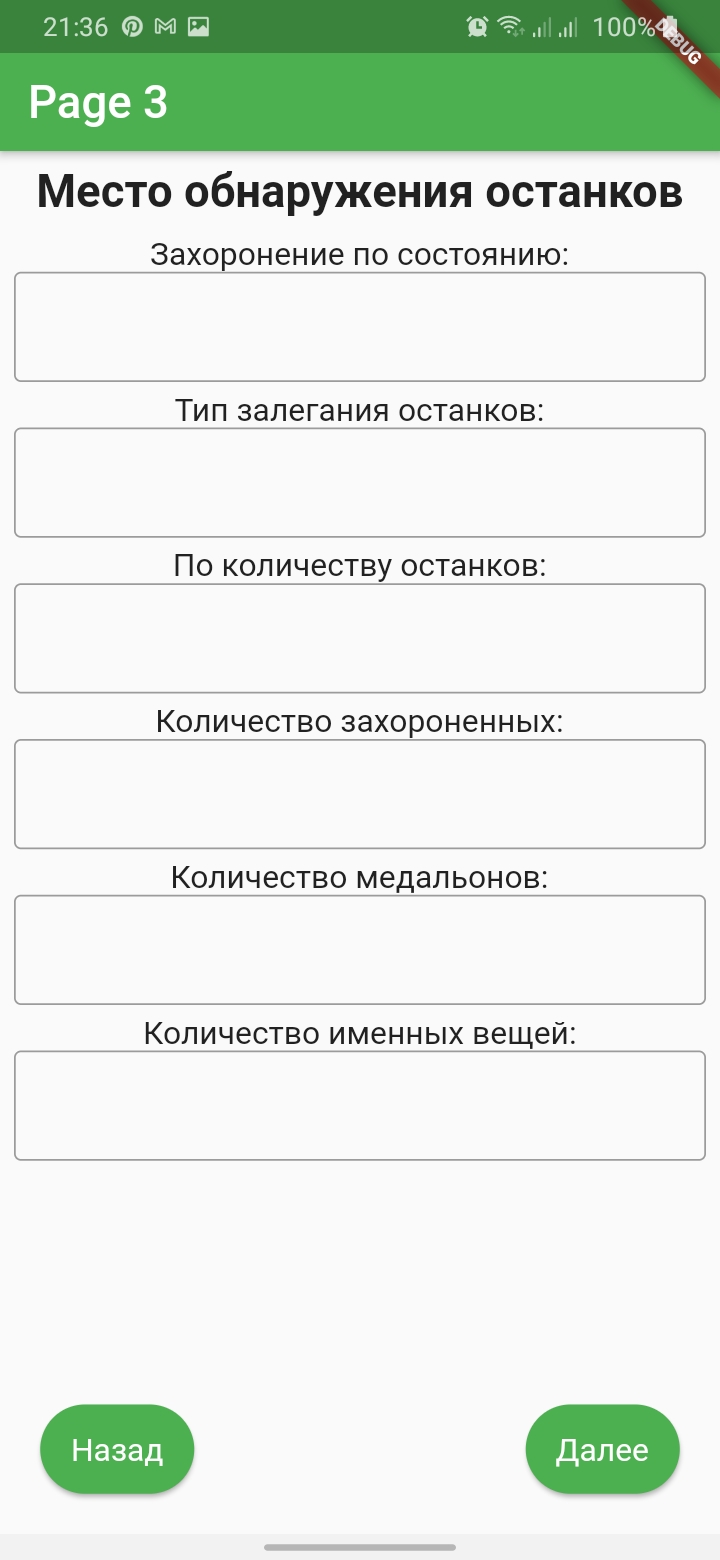 21:36
100%
DEBUG
Page 3
Место обнаружения останков
Захоронение по состоянию:
Тип залегания останков:
По количеству останков:
Количество захороненных:
Количество медальонов:
Количество именных вещей:
Назад
Далее